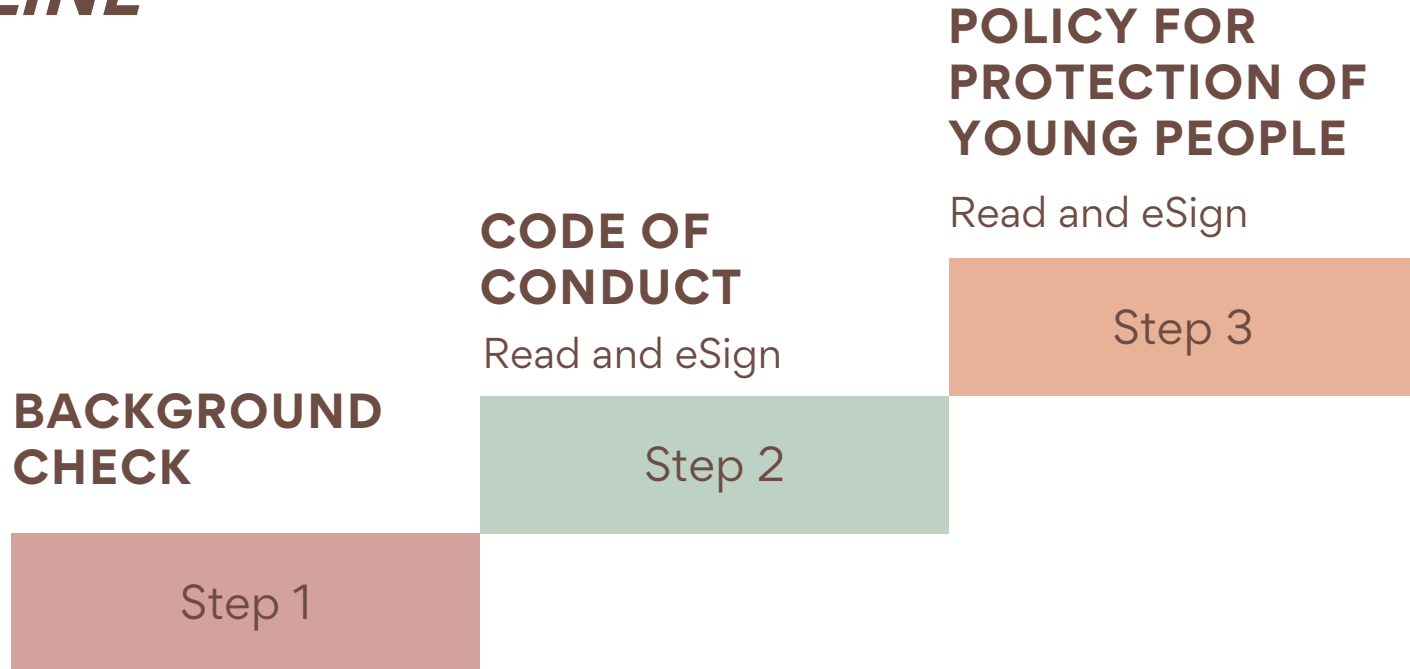 POLICY FOR
PROTECTION OF
YOUNG PEOPLE
Read and eSign
Step 3
CODE OF
CONDUCT
Read and eSign
Step 2
BACKGROUND
CHECK
Step 1